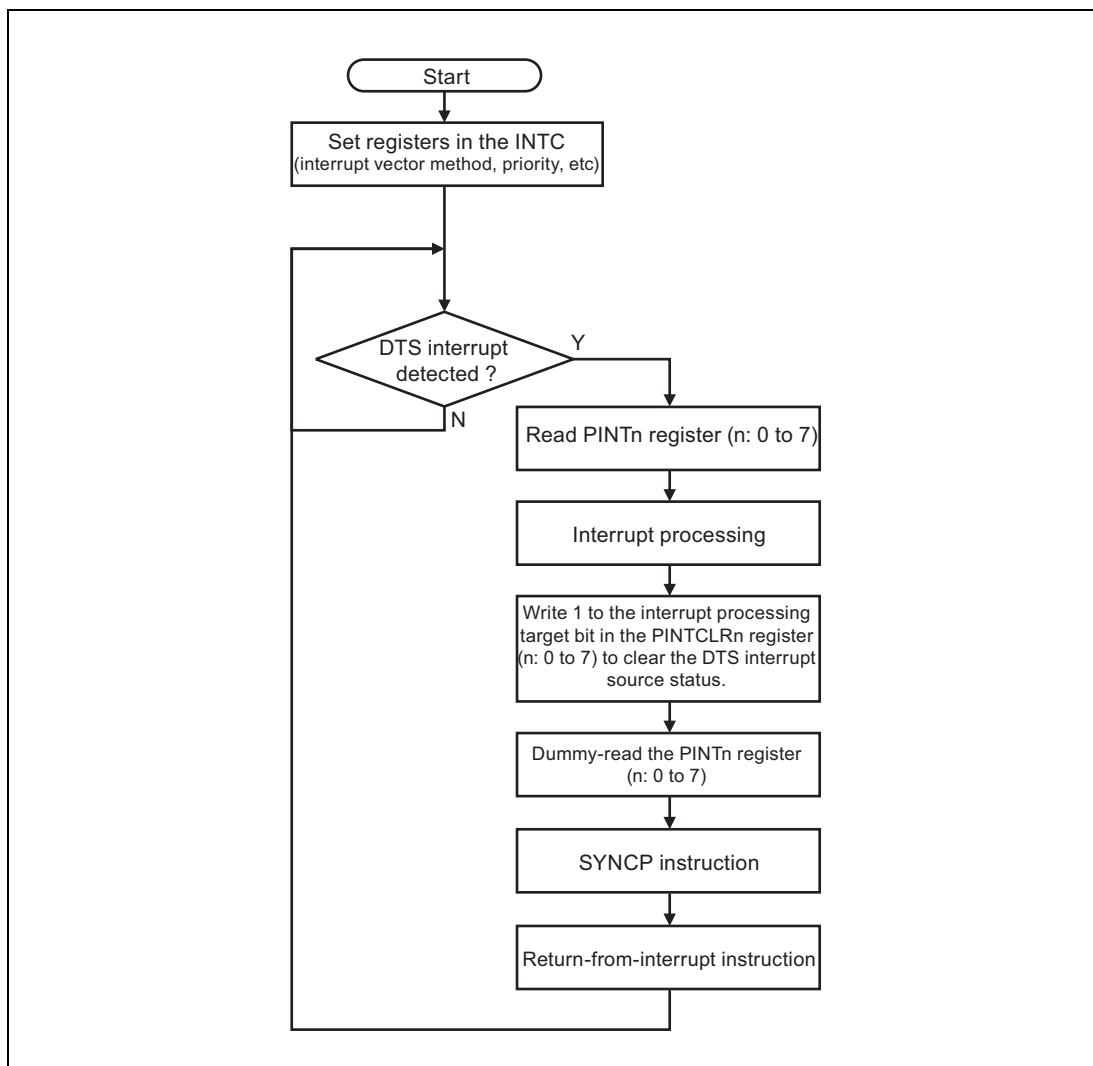 Start
Set registers in the INTC
(interrupt vector method, priority, etc)
DTS interrupt
detected ?
Y
N
Read PINTn register (n: 0 to 7)
Interrupt processing
Write 1 to the interrupt processing
target bit in the PINTCLRn register
(n: 0 to 7) to clear the DTS interrupt
source status.
Dummy-read the PINTn register
(n: 0 to 7)
SYNCP instruction
Return-from-interrupt instruction